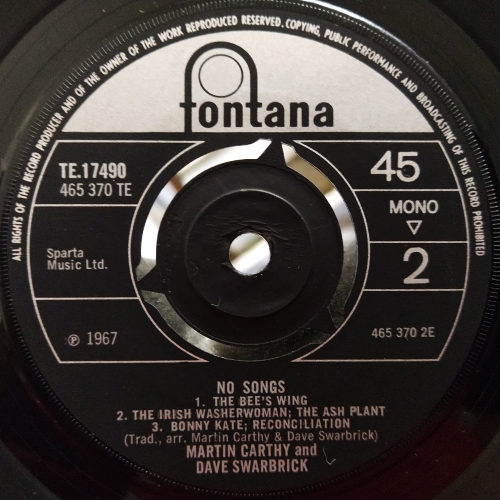 ALL RIGHTS OF THE RECORD PRODUCER AND OF THE OWNER OF THE WORK REPRODUCED RESERVED. COPYING, PUBLIC PERFORMANCE AND BROADCASTING OF THIS RECORD PROHIBITED
fontana
TE.17490
465 370 TE
45
MONO
2
Sparta
Music Ltd.
℗ 1967
465 370 2E
NO SONGS
1. THE BEE'S WING
2. THE IRISH WASHERWOMAN; THE ASH PLANT
3. BONNY KATE; RECONCILIATION
(Trad., arr. Martin Carthy & Dave Swarbrick)
MARTIN CARTHY and
DAVE SWARBRICK